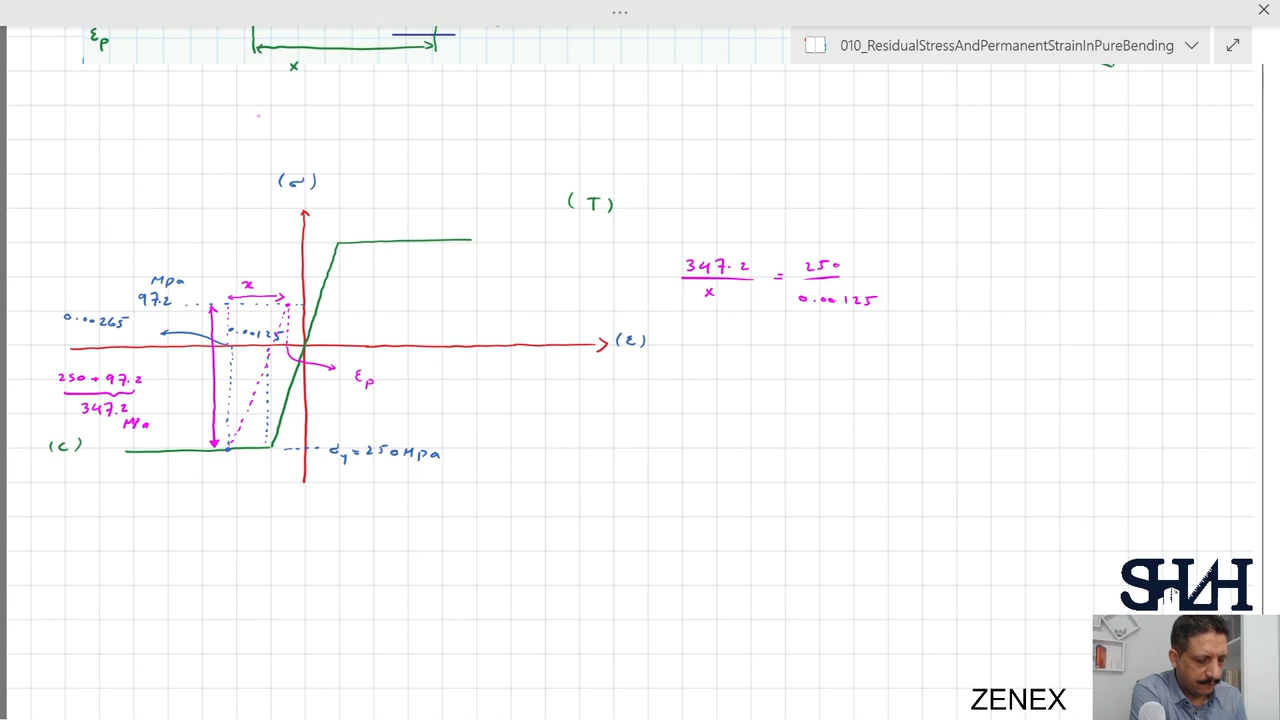 ...
εp
010_ResidualStressAndPermanentStrainInPureBending
x
(σ)
(T)
Mpa
97.2
x
347.2 / x = 250 / 0.00125
0.00265
0.00125
(ε)
250 + 97.2
347.2
MPa
εp
(C)
σy = 250 MPa
SHLH
ZENEX